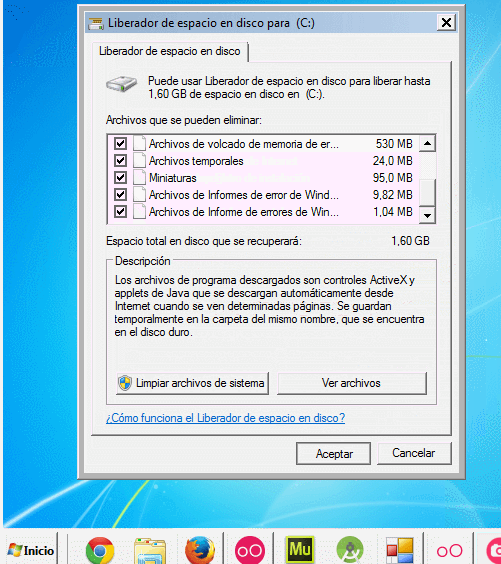 Liberador de espacio en disco para (C:)
Liberador de espacio en disco
Puede usar Liberador de espacio en disco para liberar hasta
1,60 GB de espacio en disco en (C:).
Archivos que se pueden eliminar:
Archivos de volcado de memoria de er... 530 MB
Archivos temporales 24,0 MB
Miniaturas 95,0 MB
Archivos de Informes de error de Wind... 9,82 MB
Archivos de Informe de errores de Win... 1,04 MB
Espacio total en disco que se recuperará: 1,60 GB
Descripción
Los archivos de programa descargados son controles ActiveX y
applets de Java que se descargan automáticamente desde
Internet cuando se ven determinadas páginas. Se guardan
temporalmente en la carpeta del mismo nombre, que se encuentra
en el disco duro.
Limpiar archivos de sistema Ver archivos
¿Cómo funciona el Liberador de espacio en disco?
Aceptar Cancelar
Inicio Mu